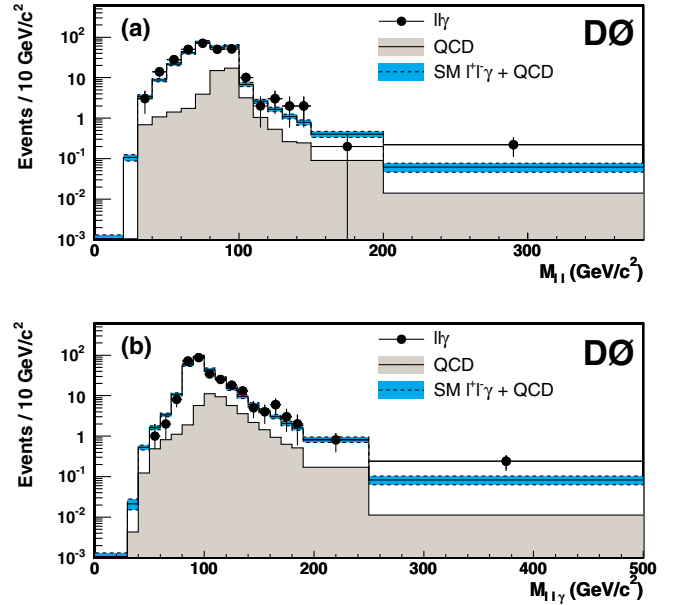 (a)
DØ
llγ
QCD
SM l⁺l⁻γ + QCD
Events / 10 GeV/c²
10²
10
1
10⁻¹
10⁻²
10⁻³
0 100 200 300
M_{l l} (GeV/c²)
(b)
DØ
llγ
QCD
SM l⁺l⁻γ + QCD
Events / 10 GeV/c²
10²
10
1
10⁻¹
10⁻²
10⁻³
0 100 200 300 400 500
M_{l l γ} (GeV/c²)